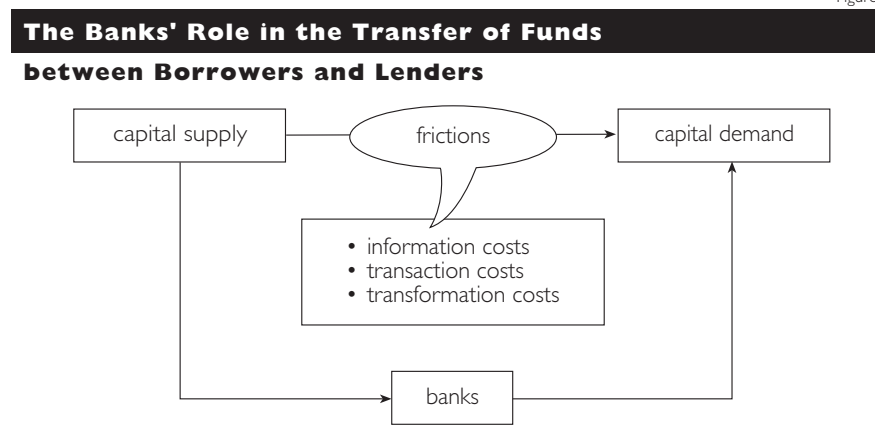 Figure
The Banks' Role in the Transfer of Funds
between Borrowers and Lenders
capital supply
frictions
capital demand
• information costs
• transaction costs
• transformation costs
banks